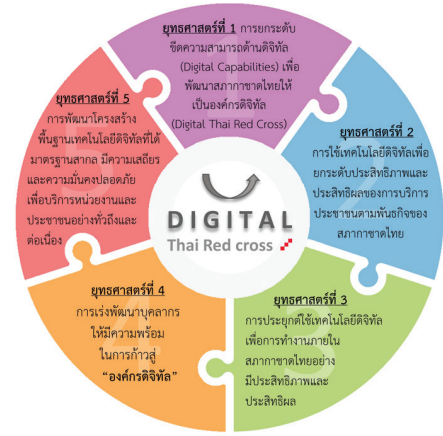 ยุทธศาสตร์ที่ 1 การยกระดับ
ขีดความสามารถด้านดิจิทัล
(Digital Capabilities) เพื่อ
พัฒนาสภากาชาดไทยให้
เป็นองค์กรดิจิทัล
(Digital Thai Red Cross)
1
ยุทธศาสตร์ที่ 2
การใช้เทคโนโลยีดิจิทัลเพื่อ
ยกระดับประสิทธิภาพและ
ประสิทธิผลของการบริการ
ประชาชนตามพันธกิจของ
สภากาชาดไทย
2
ยุทธศาสตร์ที่ 3
การประยุกต์ใช้เทคโนโลยีดิจิทัล
เพื่อการทำงานภายใน
สภากาชาดไทยอย่าง
มีประสิทธิภาพและ
ประสิทธิผล
3
ยุทธศาสตร์ที่ 4
การเร่งพัฒนาบุคลากร
ให้มีความพร้อม
ในการก้าวสู่
“องค์กรดิจิทัล”
4
ยุทธศาสตร์ที่ 5
การพัฒนาโครงสร้าง
พื้นฐานเทคโนโลยีดิจิทัลที่ได้
มาตรฐานสากล มีความเสถียร
และความมั่นคงปลอดภัย
เพื่อบริการหน่วยงานและ
ประชาชนอย่างทั่วถึงและ
ต่อเนื่อง
5
DIGITAL
Thai Red cross